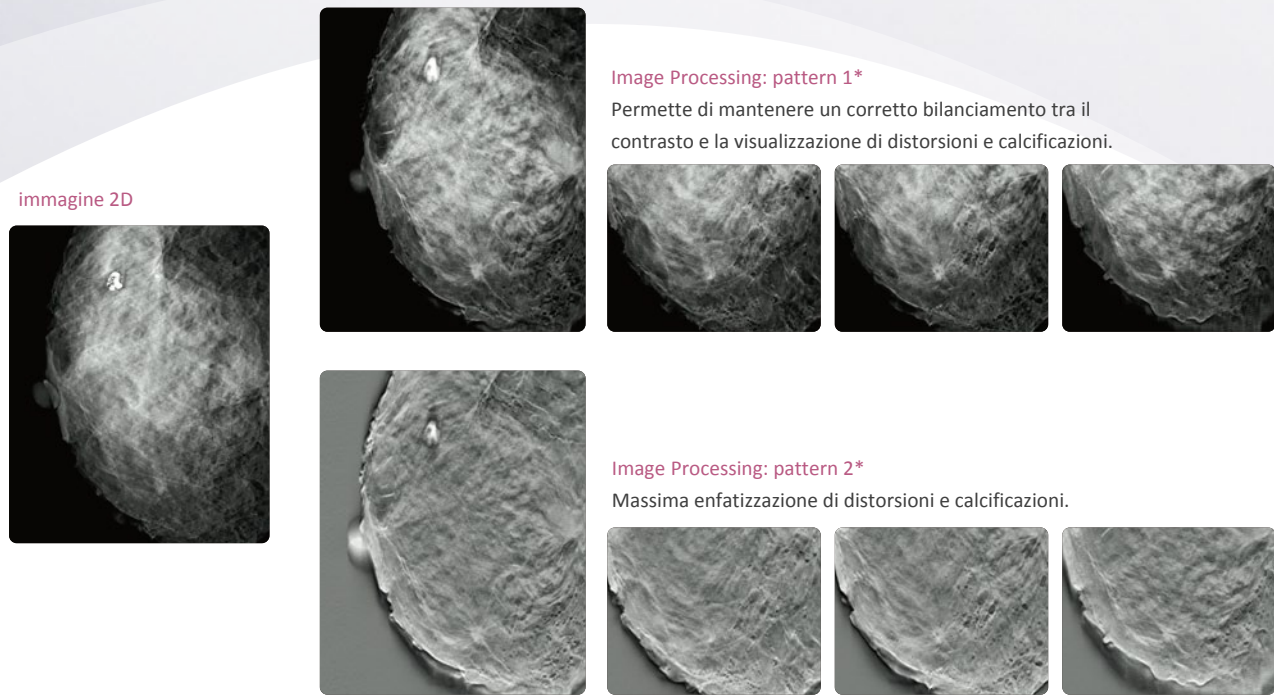 immagine 2D
Image Processing: pattern 1*
Permette di mantenere un corretto bilanciamento tra il
contrasto e la visualizzazione di distorsioni e calcificazioni.
Image Processing: pattern 2*
Massima enfatizzazione di distorsioni e calcificazioni.